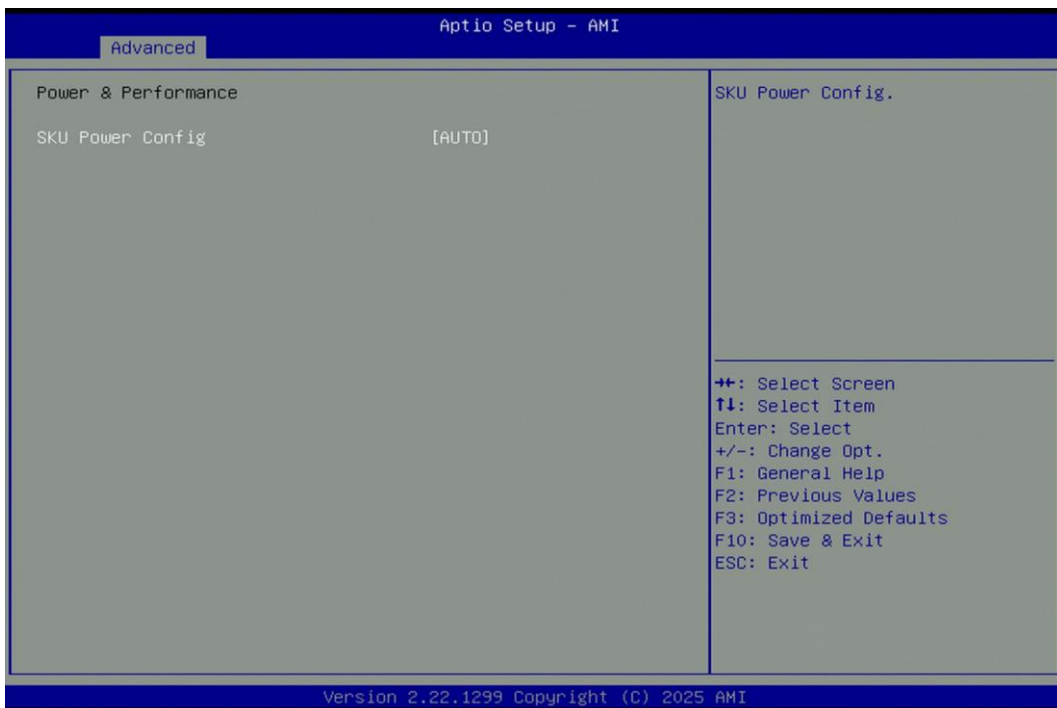 Aptio Setup – AMI
Advanced
Power & Performance
SKU Power Config [AUTO]
SKU Power Config.
→←: Select Screen
↑↓: Select Item
Enter: Select
+/-: Change Opt.
F1: General Help
F2: Previous Values
F3: Optimized Defaults
F10: Save & Exit
ESC: Exit
Version 2.22.1299 Copyright (C) 2025 AMI